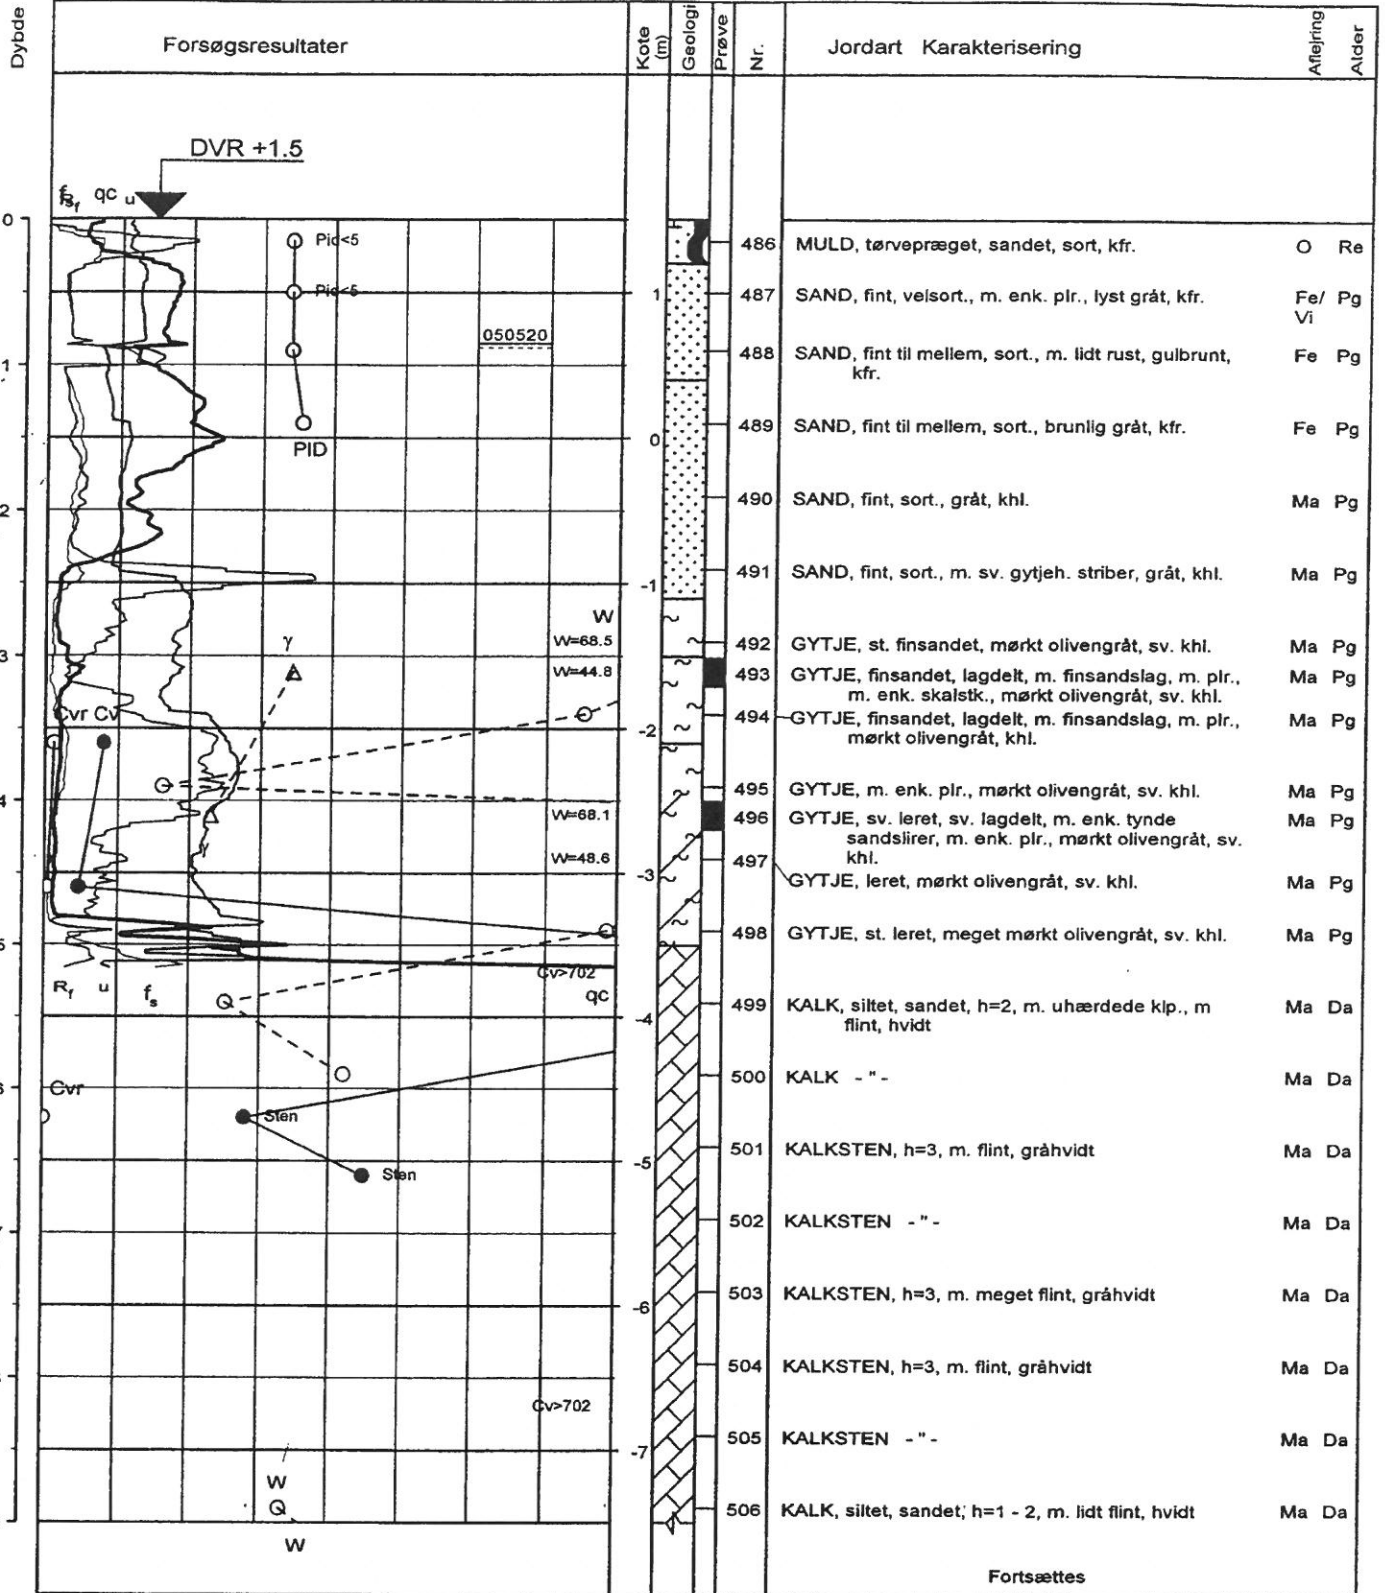 Dybde
Forsøgsresultater
Kote (m)
Geologi
Prøve
Nr.
Jordart Karakterisering
Aflejring
Alder
DVR +1.5
qc u
0
Pid<5
486 MULD, tørvepræget, sandet, sort, kfr. O Re
Pid<5
1
487 SAND, fint, velsort., m. enk. plr., lyst gråt, kfr. Fe/ Pg
Vi
050520
1
488 SAND, fint til mellem, sort., m. lidt rust, gulbrunt, Fe Pg
kfr.
PID
0
489 SAND, fint til mellem, sort., brunlig gråt, kfr. Fe Pg
2
490 SAND, fint, sort., gråt, khl. Ma Pg
-1
491 SAND, fint, sort., m. sv. gytjeh. striber, gråt, khl. Ma Pg
W
γ
W=68.5
492 GYTJE, st. finsandet, mørkt olivengråt, sv. khl. Ma Pg
3
W=44.8
493 GYTJE, finsandet, lagdelt, m. finsandslag, m. plr., Ma Pg
m. enk. skalstk., mørkt olivengråt, sv. khl.
Cvr Cv
-2
494 GYTJE, finsandet, lagdelt, m. finsandslag, m. plr., Ma Pg
mørkt olivengråt, khl.
4
495 GYTJE, m. enk. plr., mørkt olivengråt, sv. khl. Ma Pg
W=68.1
496 GYTJE, sv. leret, sv. lagdelt, m. enk. tynde Ma Pg
sandslirer, m. enk. plr., mørkt olivengråt, sv.
khl.
γ
W=48.6
-3
497 GYTJE, leret, mørkt olivengråt, sv. khl. Ma Pg
5
498 GYTJE, st. leret, meget mørkt olivengråt, sv. khl. Ma Pg
Cv>702
Rf u fs
qc
-4
499 KALK, siltet, sandet, h=2, m. uhærdede klp., m Ma Da
flint, hvidt
6
Cvr
500 KALK - " - Ma Da
Sten
-5
501 KALKSTEN, h=3, m. flint, gråhvidt Ma Da
Sten
502 KALKSTEN - " - Ma Da
-6
503 KALKSTEN, h=3, m. meget flint, gråhvidt Ma Da
504 KALKSTEN, h=3, m. flint, gråhvidt Ma Da
Cv>702
-7
505 KALKSTEN - " - Ma Da
W
506 KALK, siltet, sandet, h=1 - 2, m. lidt flint, hvidt Ma Da
W
Fortsættes